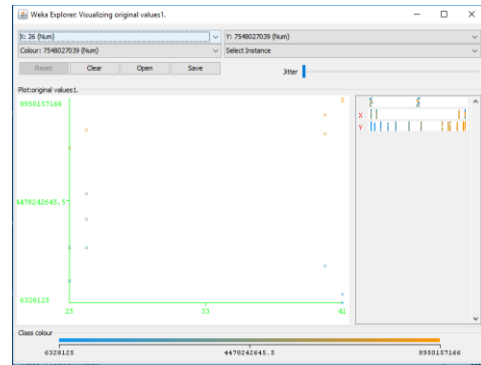 Weka Explorer: Visualizing original values1.
X: 26 (Num) Y: 7548027039 (Num)
Colour: 7548027039 (Num) Select Instance
Reset Clear Open Save Jitter
Plot:original values1.
8950157166
X
Y
4478242645.5
6328125
25 33 41
Class colour
6328125 4478242645.5 8950157166